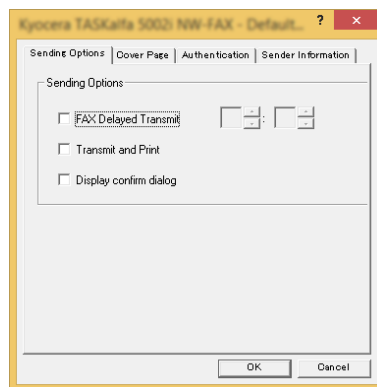 Kyocera TASKalfa 5002i NW-FAX - Default...
Sending Options Cover Page Authentication Sender Information
Sending Options
FAX Delayed Transmit :
Transmit and Print
Display confirm dialog
OK Cancel